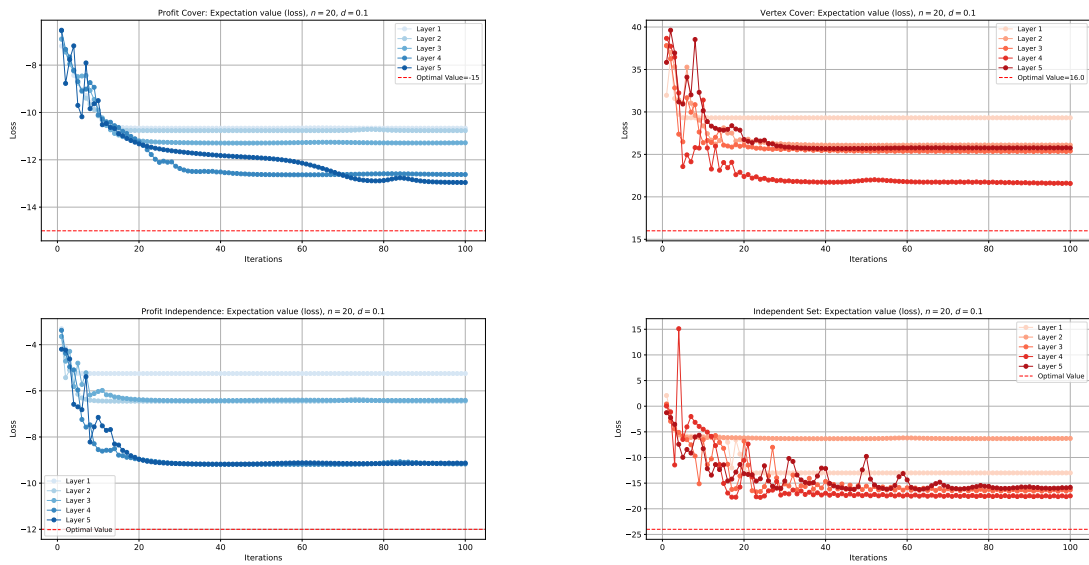 Profit Cover: Expectation value (loss), n = 20, d = 0.1
Layer 1
Layer 2
Layer 3
Layer 4
Layer 5
Optimal Value=-15
−8
−10
−12
−14
Loss
0 20 40 60 80 100
Iterations
Vertex Cover: Expectation value (loss), n = 20, d = 0.1
Layer 1
Layer 2
Layer 3
Layer 4
Layer 5
Optimal Value=16.0
40
35
30
25
20
15
Loss
0 20 40 60 80 100
Iterations
Profit Independence: Expectation value (loss), n = 20, d = 0.1
−4
−6
−8
−10
−12
Loss
Layer 1
Layer 2
Layer 3
Layer 4
Layer 5
Optimal Value
0 20 40 60 80 100
Iterations
Independent Set: Expectation value (loss), n = 20, d = 0.1
Layer 1
Layer 2
Layer 3
Layer 4
Layer 5
Optimal Value
15
10
5
0
−5
−10
−15
−20
−25
Loss
0 20 40 60 80 100
Iterations